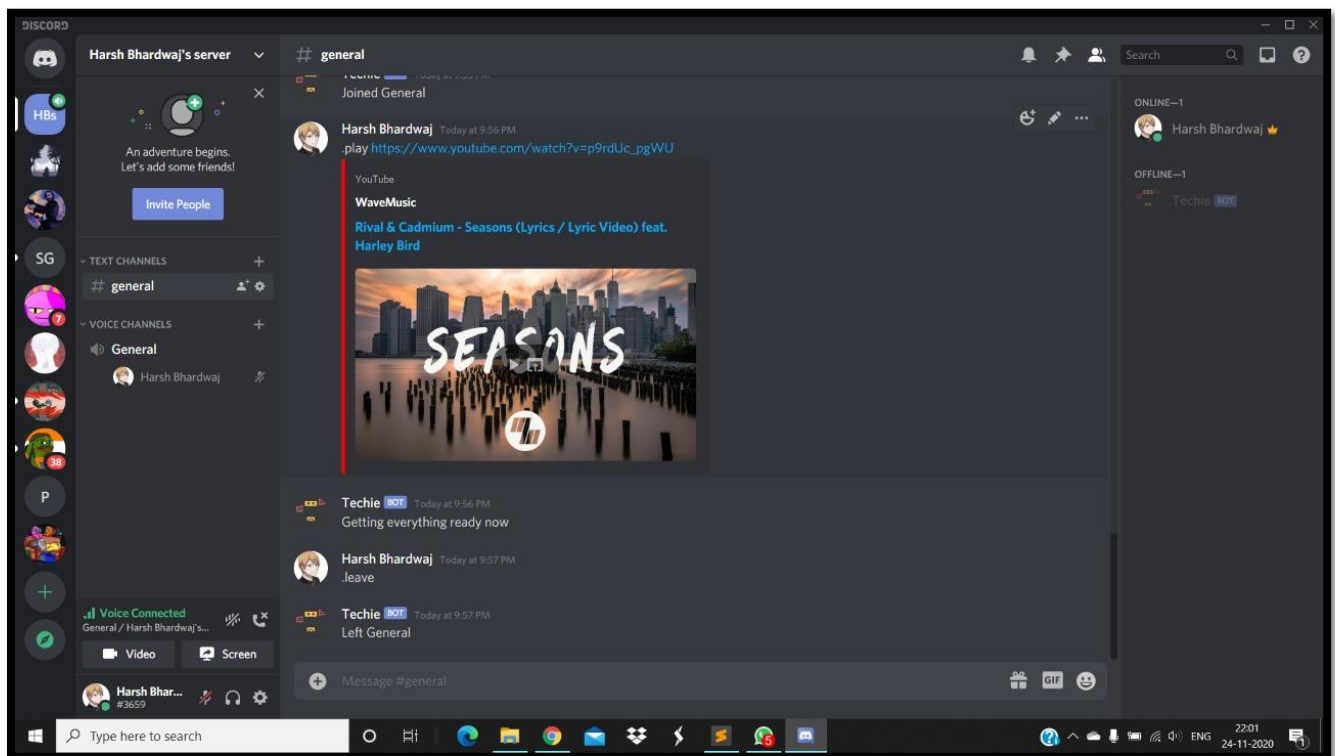 DISCORD
Harsh Bhardwaj's server
# general
Search
HBs
An adventure begins.
Let's add some friends!
Invite People
SG
TEXT CHANNELS
# general
7
VOICE CHANNELS
General
Harsh Bhardwaj
38
P
Voice Connected
General / Harsh Bhardwaj's...
Video
Screen
Harsh Bhar...
#3659
Techie BOT
Joined General
Harsh Bhardwaj Today at 9:56 PM
.play https://www.youtube.com/watch?v=p9rdUc_pgWU
YouTube
WaveMusic
Rival & Cadmium - Seasons (Lyrics / Lyric Video) feat.
Harley Bird
SEASONS
Techie BOT Today at 9:56 PM
Getting everything ready now
Harsh Bhardwaj Today at 9:57 PM
.leave
Techie BOT Today at 9:57 PM
Left General
Message #general
GIF
ONLINE—1
Harsh Bhardwaj
OFFLINE—1
Techie BOT
Type here to search
6
ENG
22:01
24-11-2020
1